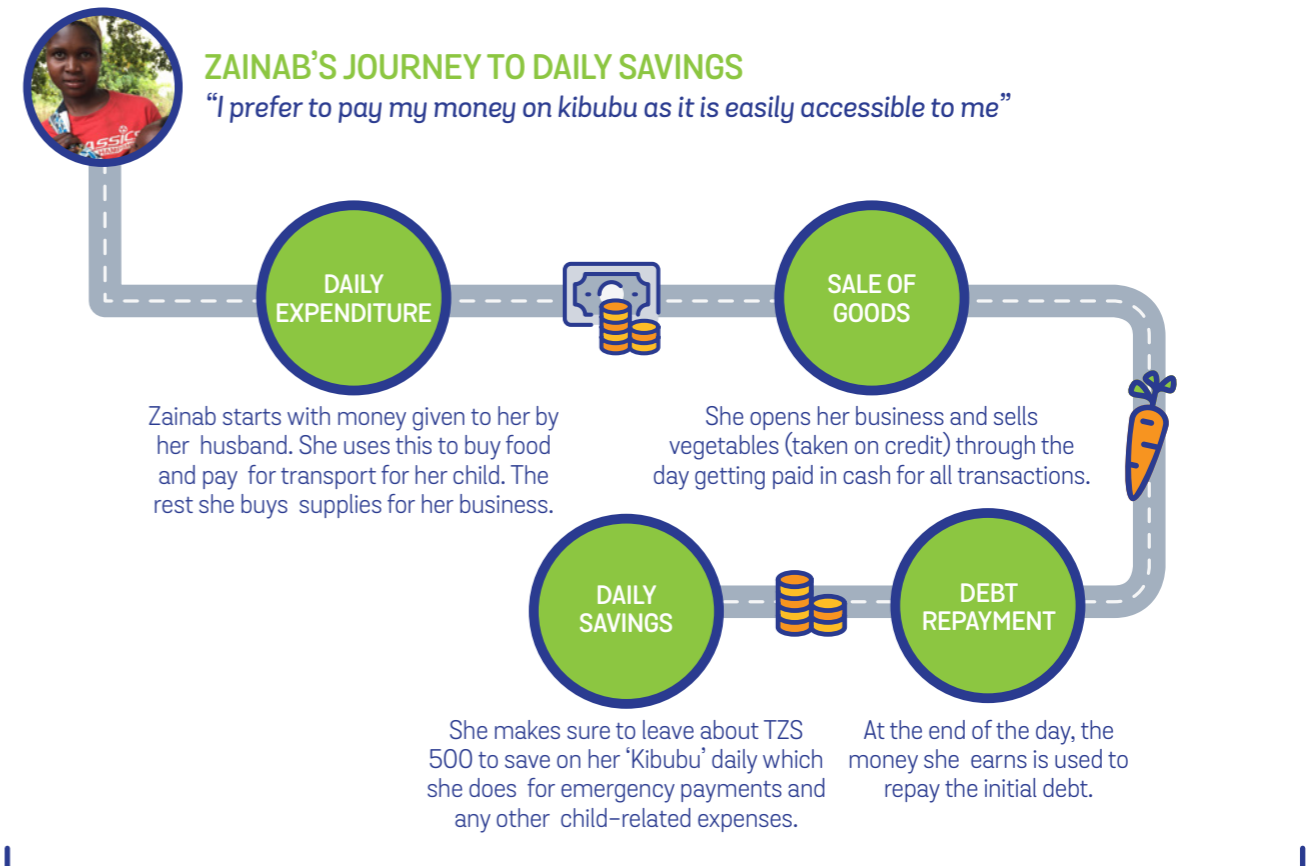 ZAINAB’S JOURNEY TO DAILY SAVINGS
“I prefer to pay my money on kibubu as it is easily accessible to me”
DAILY
EXPENDITURE
Zainab starts with money given to her by
her husband. She uses this to buy food
and pay for transport for her child. The
rest she buys supplies for her business.
SALE OF
GOODS
She opens her business and sells
vegetables (taken on credit) through the
day getting paid in cash for all transactions.
DEBT
REPAYMENT
At the end of the day, the
money she earns is used to
repay the initial debt.
DAILY
SAVINGS
She makes sure to leave about TZS
500 to save on her ‘Kibubu’ daily which
she does for emergency payments and
any other child-related expenses.